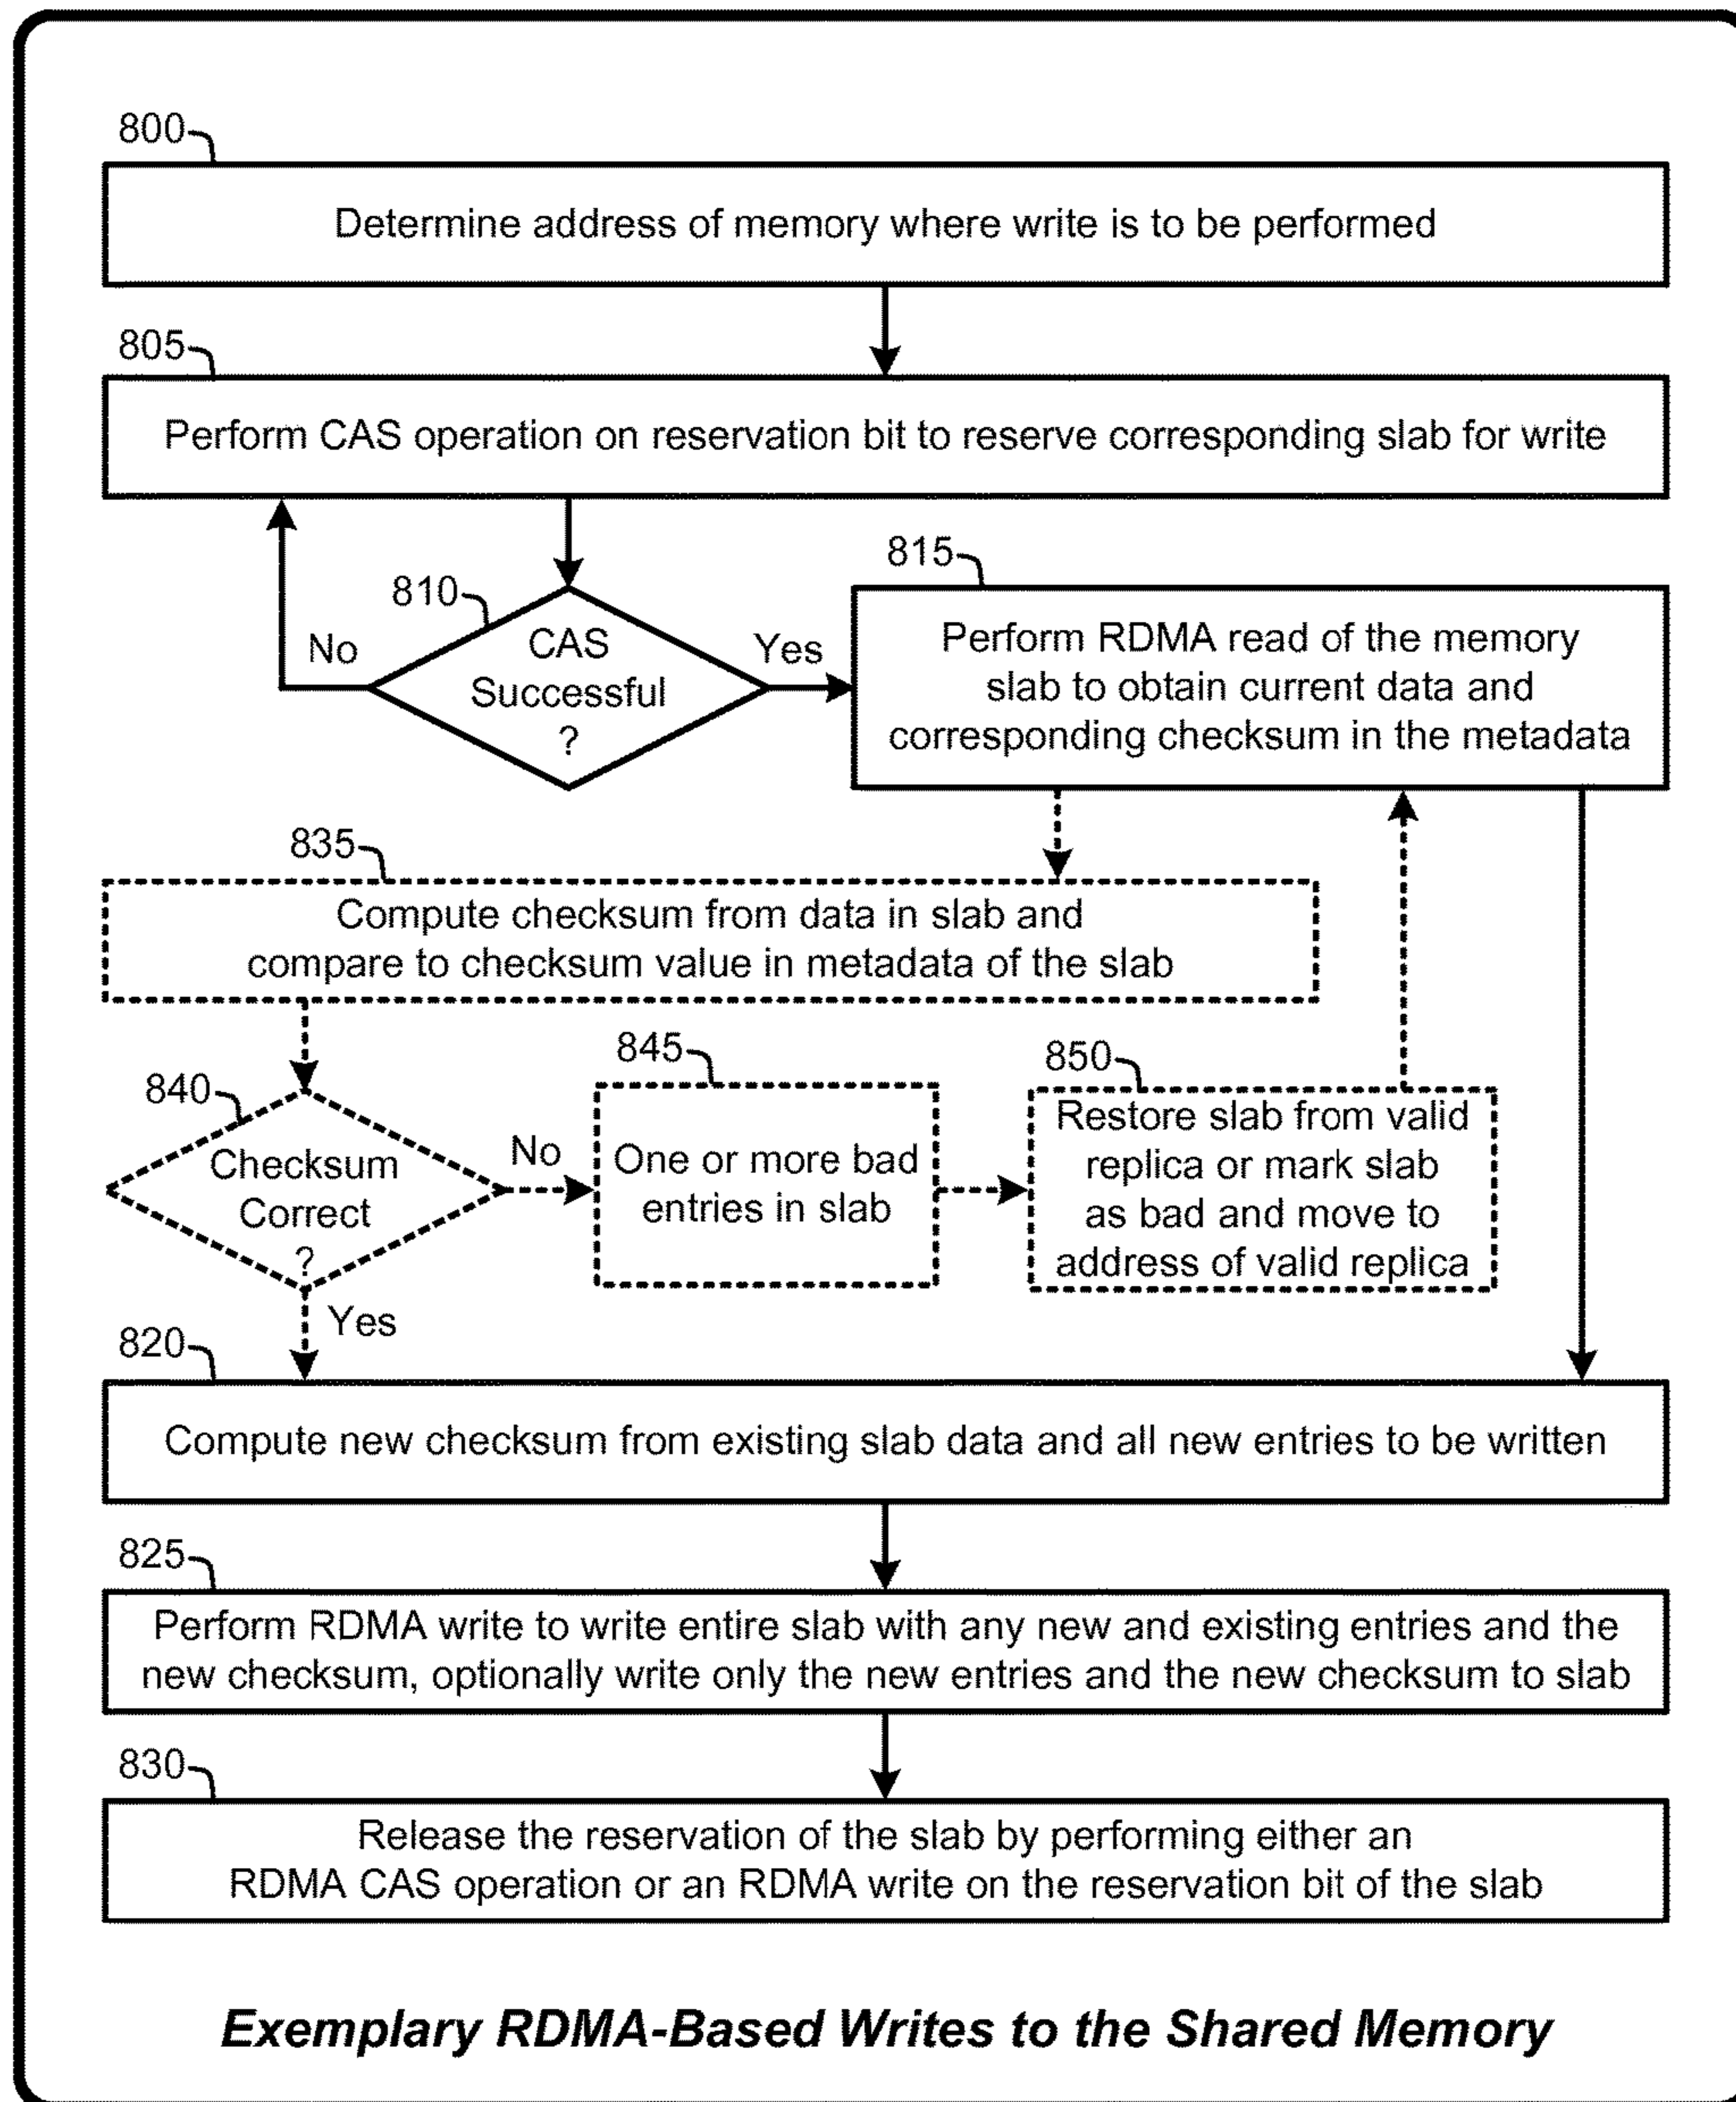 800
Determine address of memory where write is to be performed
805
Perform CAS operation on reservation bit to reserve corresponding slab for write
810
No
CAS
Successful
?
Yes
815
Perform RDMA read of the memory
slab to obtain current data and
corresponding checksum in the metadata
835
Compute checksum from data in slab and
compare to checksum value in metadata of the slab
840
Checksum
Correct
?
No
845
One or more bad
entries in slab
850
Restore slab from valid
replica or mark slab
as bad and move to
address of valid replica
Yes
820
Compute new checksum from existing slab data and all new entries to be written
825
Perform RDMA write to write entire slab with any new and existing entries and the
new checksum, optionally write only the new entries and the new checksum to slab
830
Release the reservation of the slab by performing either an
RDMA CAS operation or an RDMA write on the reservation bit of the slab
Exemplary RDMA-Based Writes to the Shared Memory